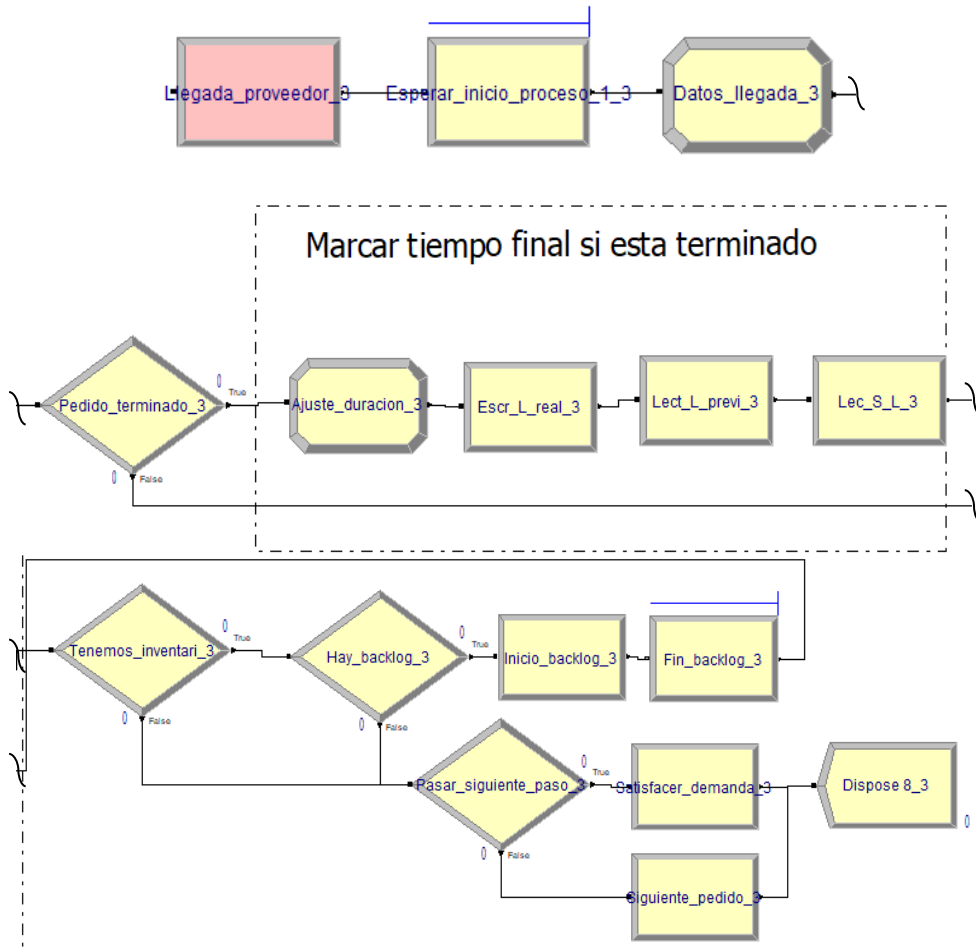 Llegada_proveedor_3
Esperar_inicio_proceso_1_3
Datos_llegada_3
Marcar tiempo final si esta terminado
Pedido_terminado_3
0
True
0
False
Ajuste_duracion_3
Escr_L_real_3
Lect_L_previ_3
Lec_S_L_3
Tenemos_inventari_3
0
True
0
False
Hay_backlog_3
0
True
0
False
Inicio_backlog_3
Fin_backlog_3
Pasar_siguiente_paso_3
0
True
0
False
Satisfacer_demanda_3
Dispose 8_3
0
Siguiente_pedido_3